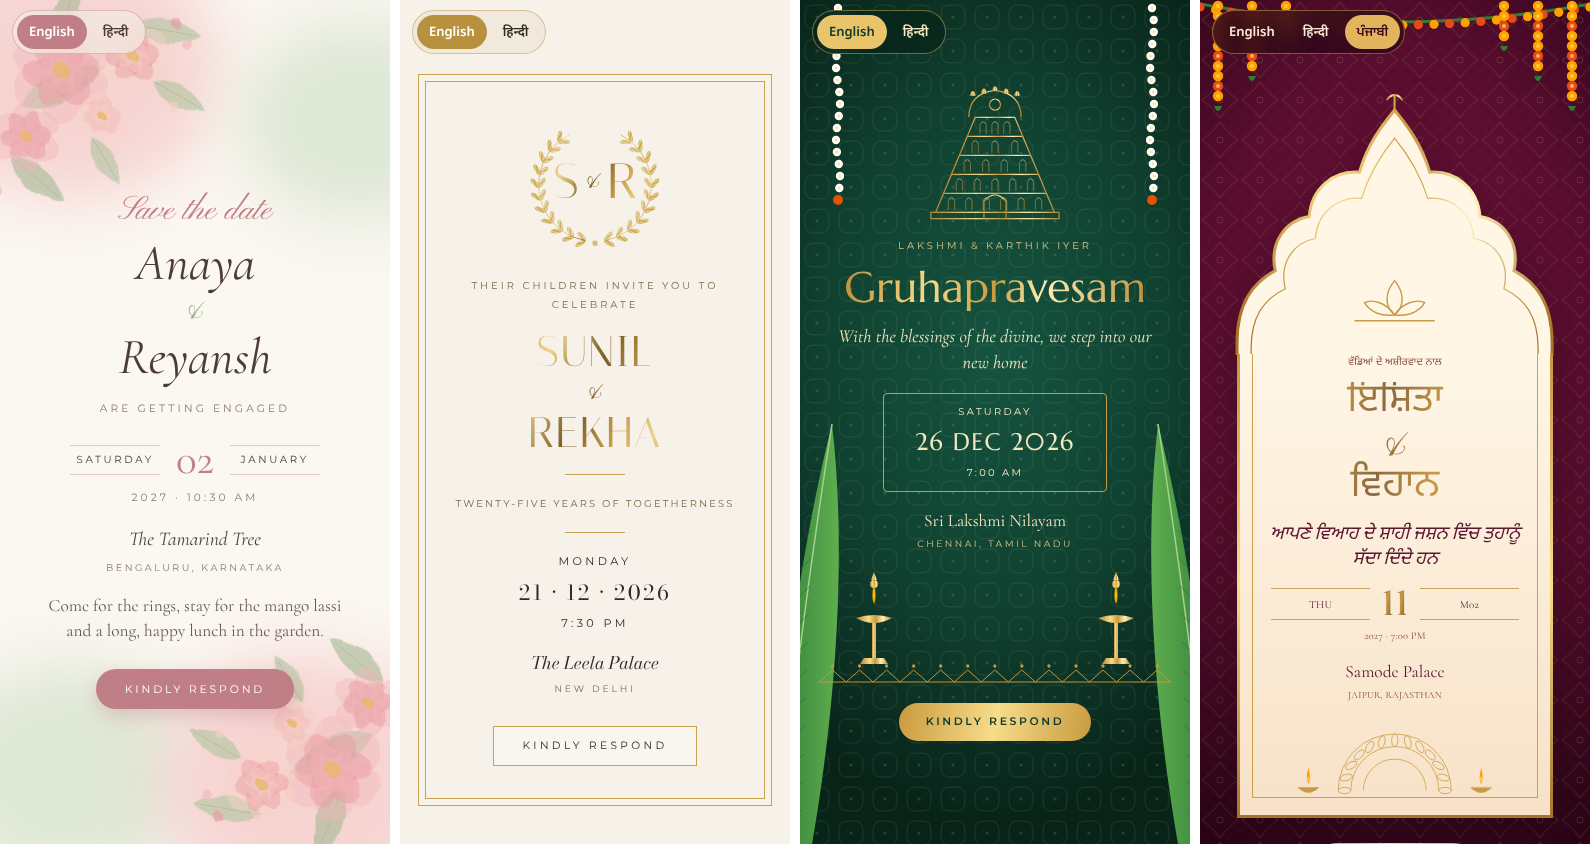 English हिन्दी
Save the date
Anaya
&
Reyansh
ARE GETTING ENGAGED
SATURDAY 02 JANUARY
2027 · 10:30 AM
The Tamarind Tree
BENGALURU, KARNATAKA
Come for the rings, stay for the mango lassi
and a long, happy lunch in the garden.
KINDLY RESPOND
English हिन्दी
S & R
THEIR CHILDREN INVITE YOU TO
CELEBRATE
SUNIL
&
REKHA
TWENTY-FIVE YEARS OF TOGETHERNESS
MONDAY
21 · 12 · 2026
7:30 PM
The Leela Palace
NEW DELHI
KINDLY RESPOND
English हिन्दी
LAKSHMI & KARTHIK IYER
Gruhapravesam
With the blessings of the divine, we step into our
new home
SATURDAY
26 DEC 2026
7:00 AM
Sri Lakshmi Nilayam
CHENNAI, TAMIL NADU
KINDLY RESPOND
English हिन्दी ਪੰਜਾਬੀ
ਵੱਡਿਆਂ ਦੇ ਅਸ਼ੀਰਵਾਦ ਨਾਲ
ਇਸ਼ਿਤਾ
&
ਵਿਹਾਨ
ਆਪਣੇ ਵਿਆਹ ਦੇ ਸ਼ਾਹੀ ਜਸ਼ਨ ਵਿੱਚ ਤੁਹਾਨੂੰ
ਸੱਦਾ ਦਿੰਦੇ ਹਨ
THU 11 M02
2027 · 7:00 PM
Samode Palace
JAIPUR, RAJASTHAN